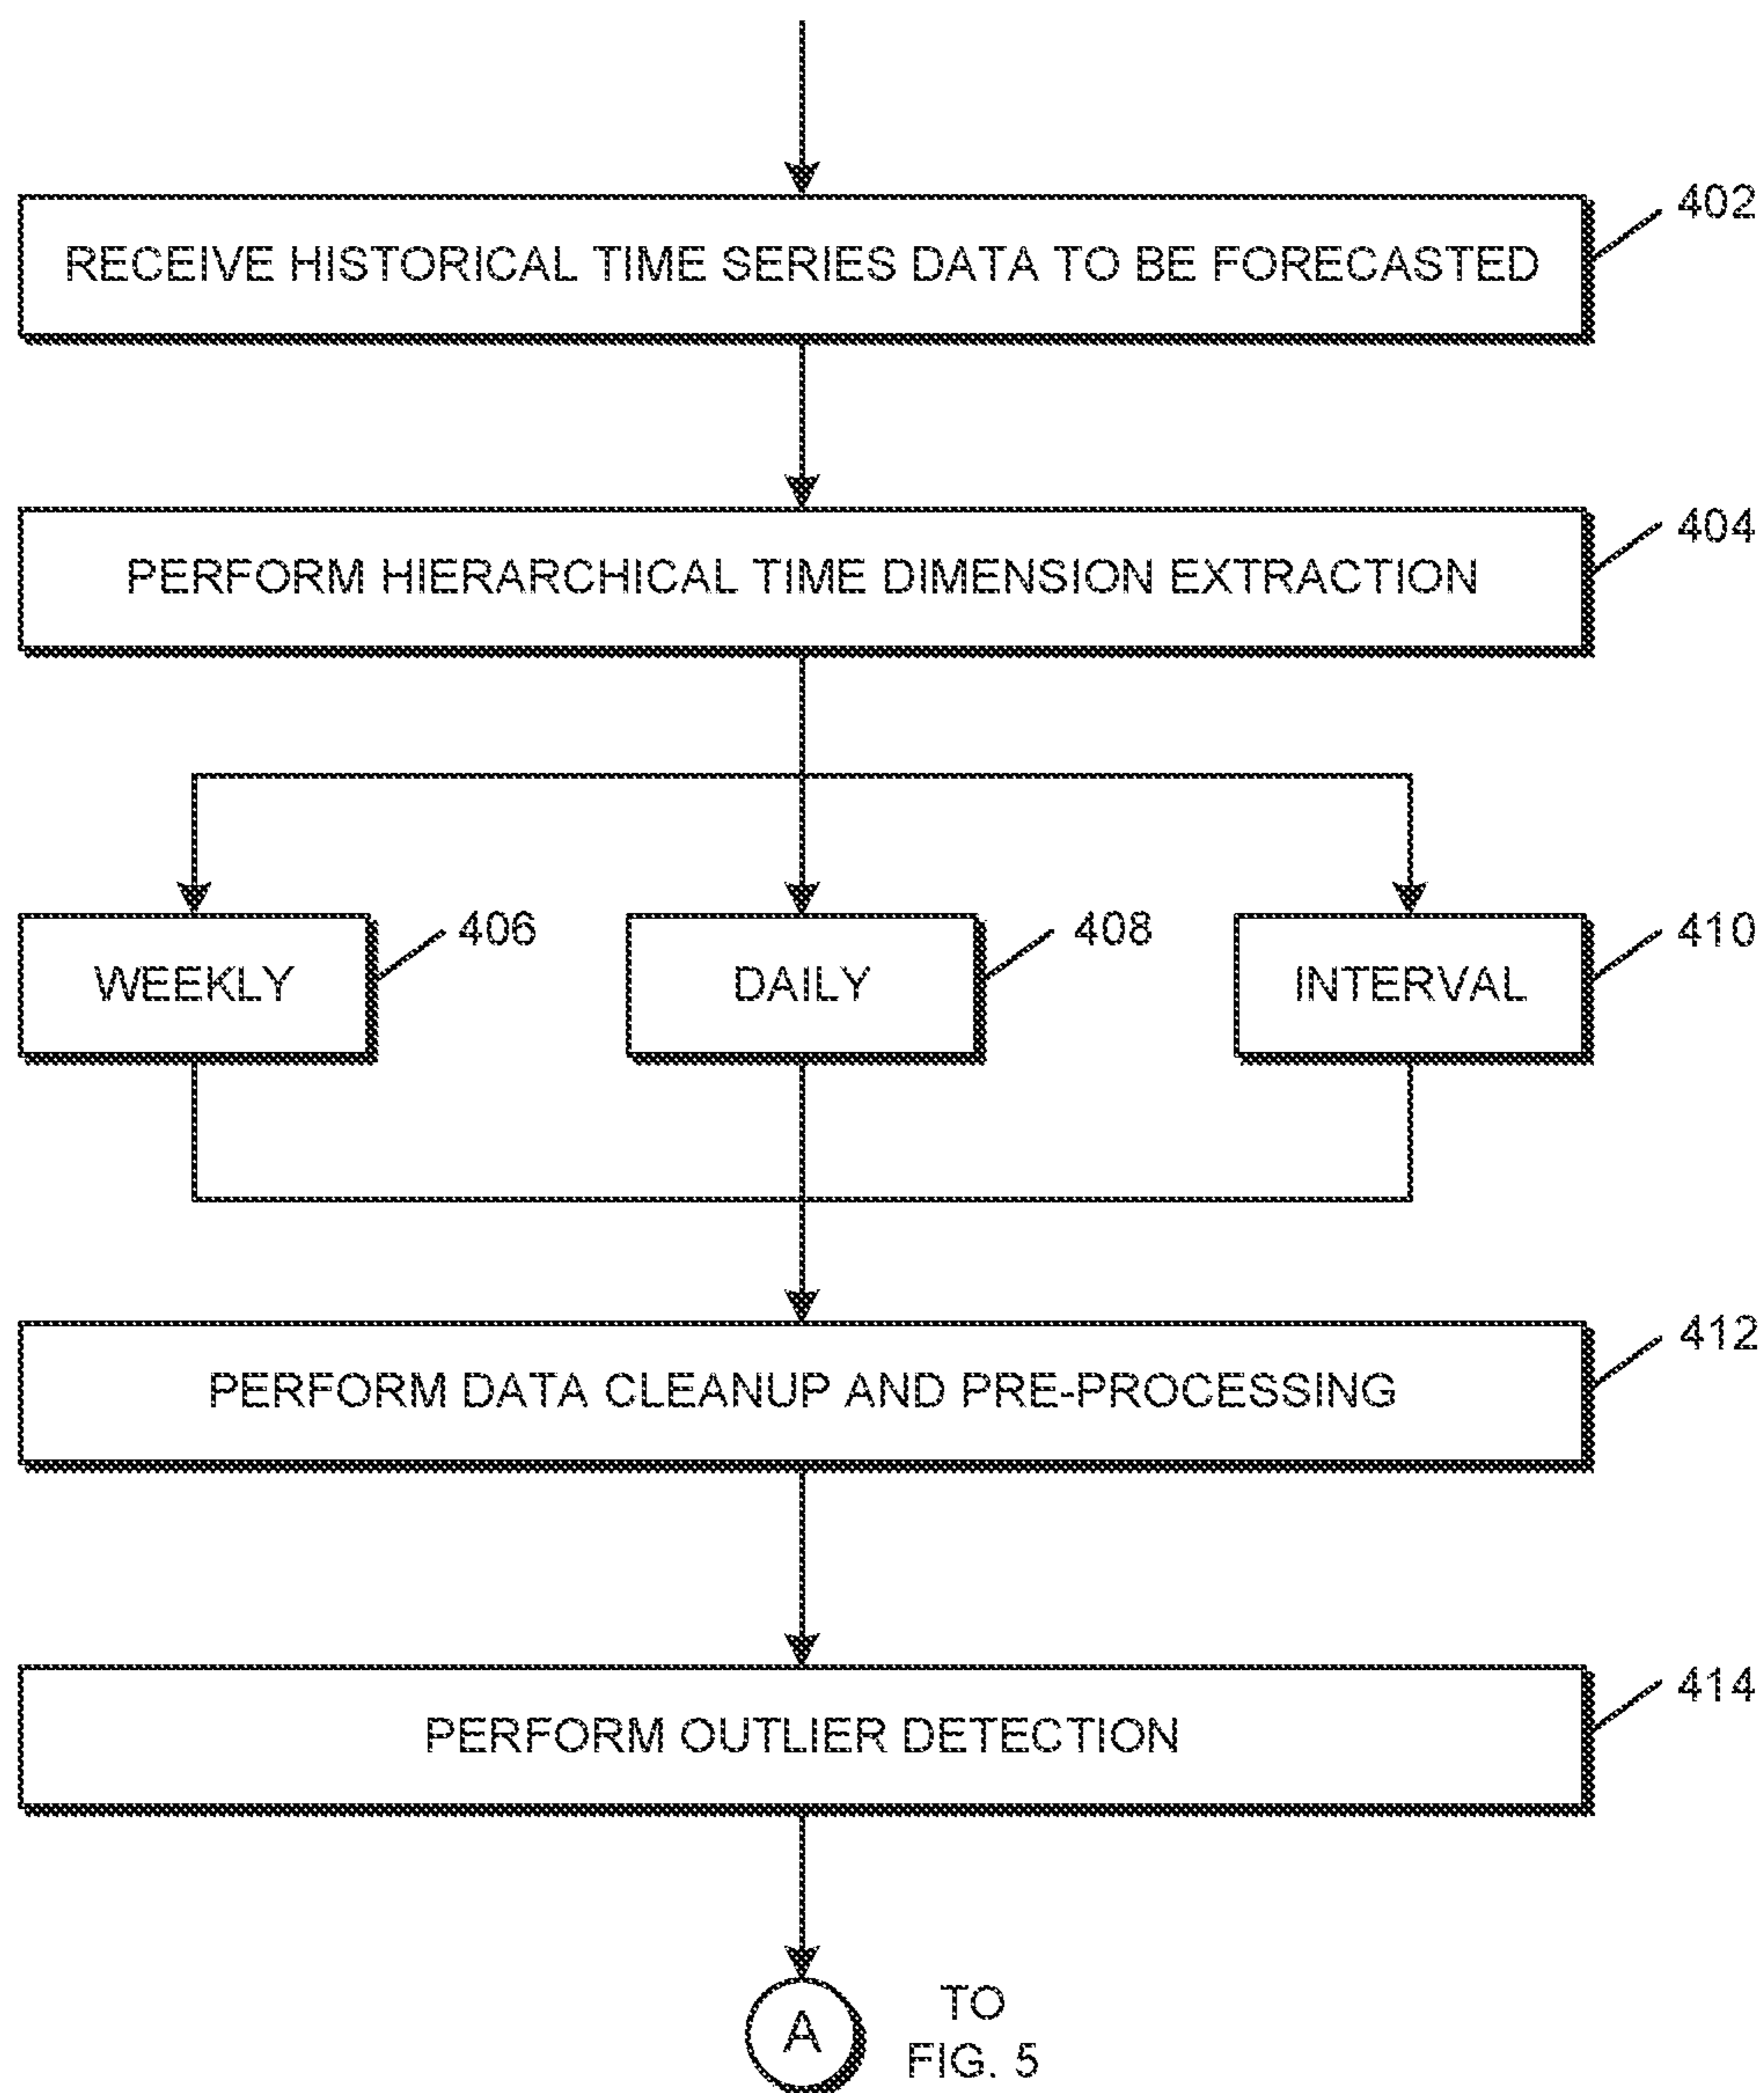 402
RECEIVE HISTORICAL TIME SERIES DATA TO BE FORECASTED
404
PERFORM HIERARCHICAL TIME DIMENSION EXTRACTION
406
408
410
WEEKLY
DAILY
INTERVAL
412
PERFORM DATA CLEANUP AND PRE-PROCESSING
414
PERFORM OUTLIER DETECTION
A
TO
FIG. 5